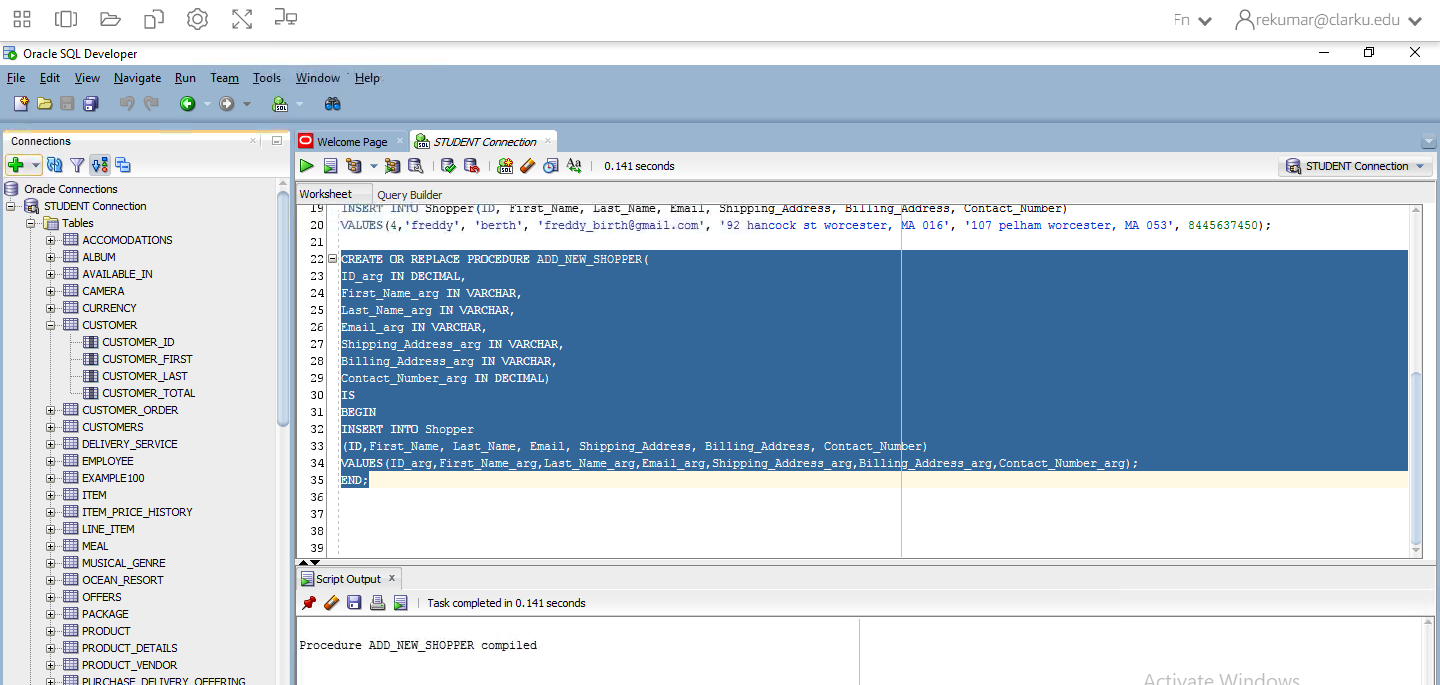 Fn
rekumar@clarku.edu
Oracle SQL Developer
File Edit View Navigate Run Team Tools Window Help
Connections
Oracle Connections
STUDENT Connection
Tables
ACCOMODATIONS
ALBUM
AVAILABLE_IN
CAMERA
CURRENCY
CUSTOMER
CUSTOMER_ID
CUSTOMER_FIRST
CUSTOMER_LAST
CUSTOMER_TOTAL
CUSTOMER_ORDER
CUSTOMERS
DELIVERY_SERVICE
EMPLOYEE
EXAMPLE100
ITEM
ITEM_PRICE_HISTORY
LINE_ITEM
MEAL
MUSICAL_GENRE
OCEAN_RESORT
OFFERS
PACKAGE
PRODUCT
PRODUCT_DETAILS
PRODUCT_VENDOR
PURCHASE_DELIVERY_OFFERING
Welcome Page
STUDENT Connection
0.141 seconds
STUDENT Connection
Worksheet Query Builder
19 INSERT INTO Shopper(ID, First_Name, Last_Name, Email, Shipping_Address, Billing_Address, Contact_Number)
20 VALUES(4,'freddy', 'berth', 'freddy_birth@gmail.com', '92 hancock st worcester, MA 016', '107 pelham worcester, MA 053', 8445637450);
21
22 CREATE OR REPLACE PROCEDURE ADD_NEW_SHOPPER(
23 ID_arg IN DECIMAL,
24 First_Name_arg IN VARCHAR,
25 Last_Name_arg IN VARCHAR,
26 Email_arg IN VARCHAR,
27 Shipping_Address_arg IN VARCHAR,
28 Billing_Address_arg IN VARCHAR,
29 Contact_Number_arg IN DECIMAL)
30 IS
31 BEGIN
32 INSERT INTO Shopper
33 (ID,First_Name, Last_Name, Email, Shipping_Address, Billing_Address, Contact_Number)
34 VALUES(ID_arg,First_Name_arg,Last_Name_arg,Email_arg,Shipping_Address_arg,Billing_Address_arg,Contact_Number_arg);
35 END;
36
37
38
39
Script Output
Task completed in 0.141 seconds
Procedure ADD_NEW_SHOPPER compiled
Activate Windows